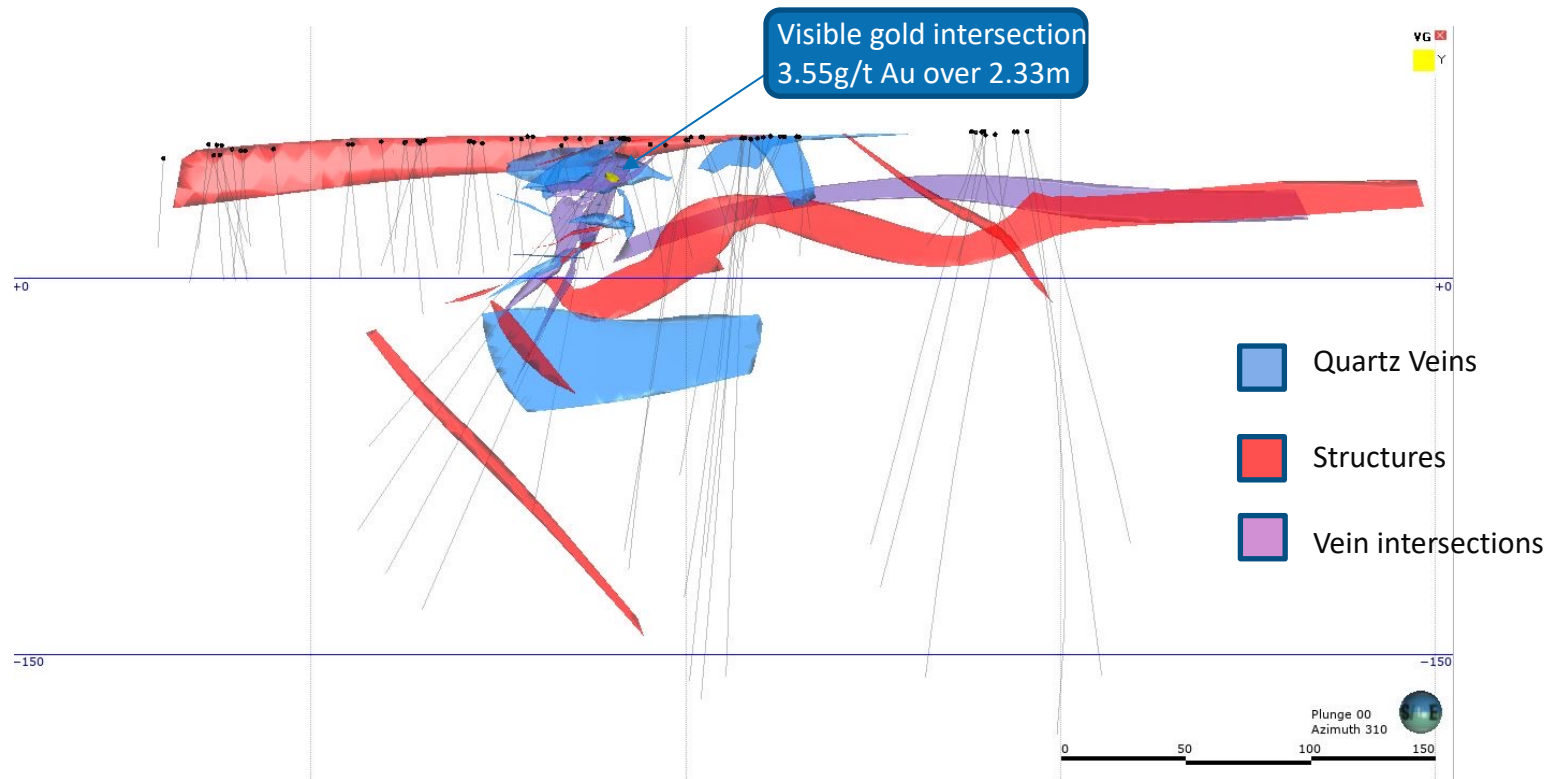 Visible gold intersection
3.55g/t Au over 2.33m
VG
Y
+0
+0
Quartz Veins
Structures
Vein intersections
-150
-150
Plunge 00
Azimuth 310
S E
0 50 100 150